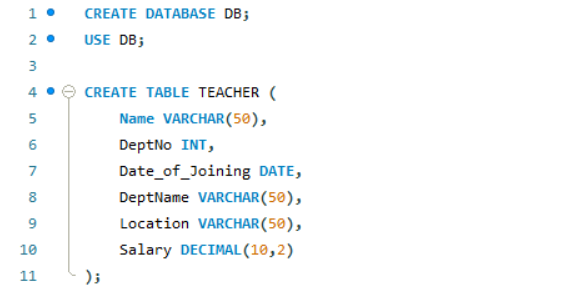 1 CREATE DATABASE DB;
2 USE DB;
3
4 CREATE TABLE TEACHER (
5 Name VARCHAR(50),
6 DeptNo INT,
7 Date_of_Joining DATE,
8 DeptName VARCHAR(50),
9 Location VARCHAR(50),
10 Salary DECIMAL(10,2)
11 );